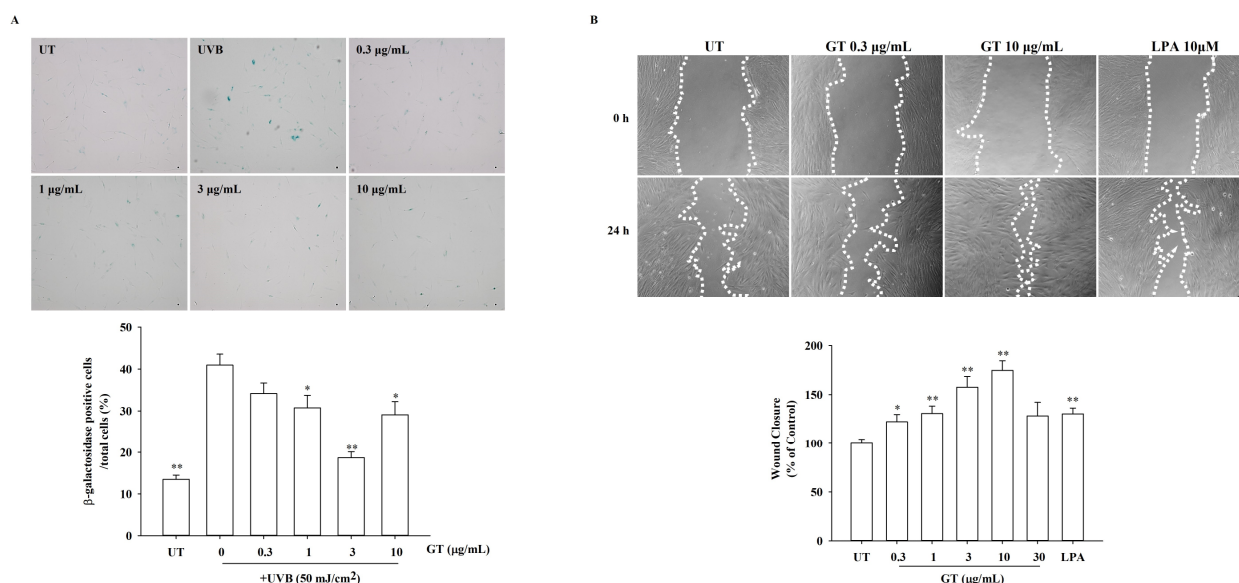 A
UT UVB 0.3 µg/mL
1 µg/mL 3 µg/mL 10 µg/mL
50
40
30
20
10
0
β-galactosidase positive cells
/total cells (%)
**
*
**
*
UT 0 0.3 1 3 10 GT (µg/mL)
+UVB (50 mJ/cm²)
B
UT GT 0.3 µg/mL GT 10 µg/mL LPA 10µM
0 h
24 h
200
150
100
50
0
Wound Closure
(% of Control)
*
**
**
**
**
UT 0.3 1 3 10 30 LPA
GT (µg/mL)